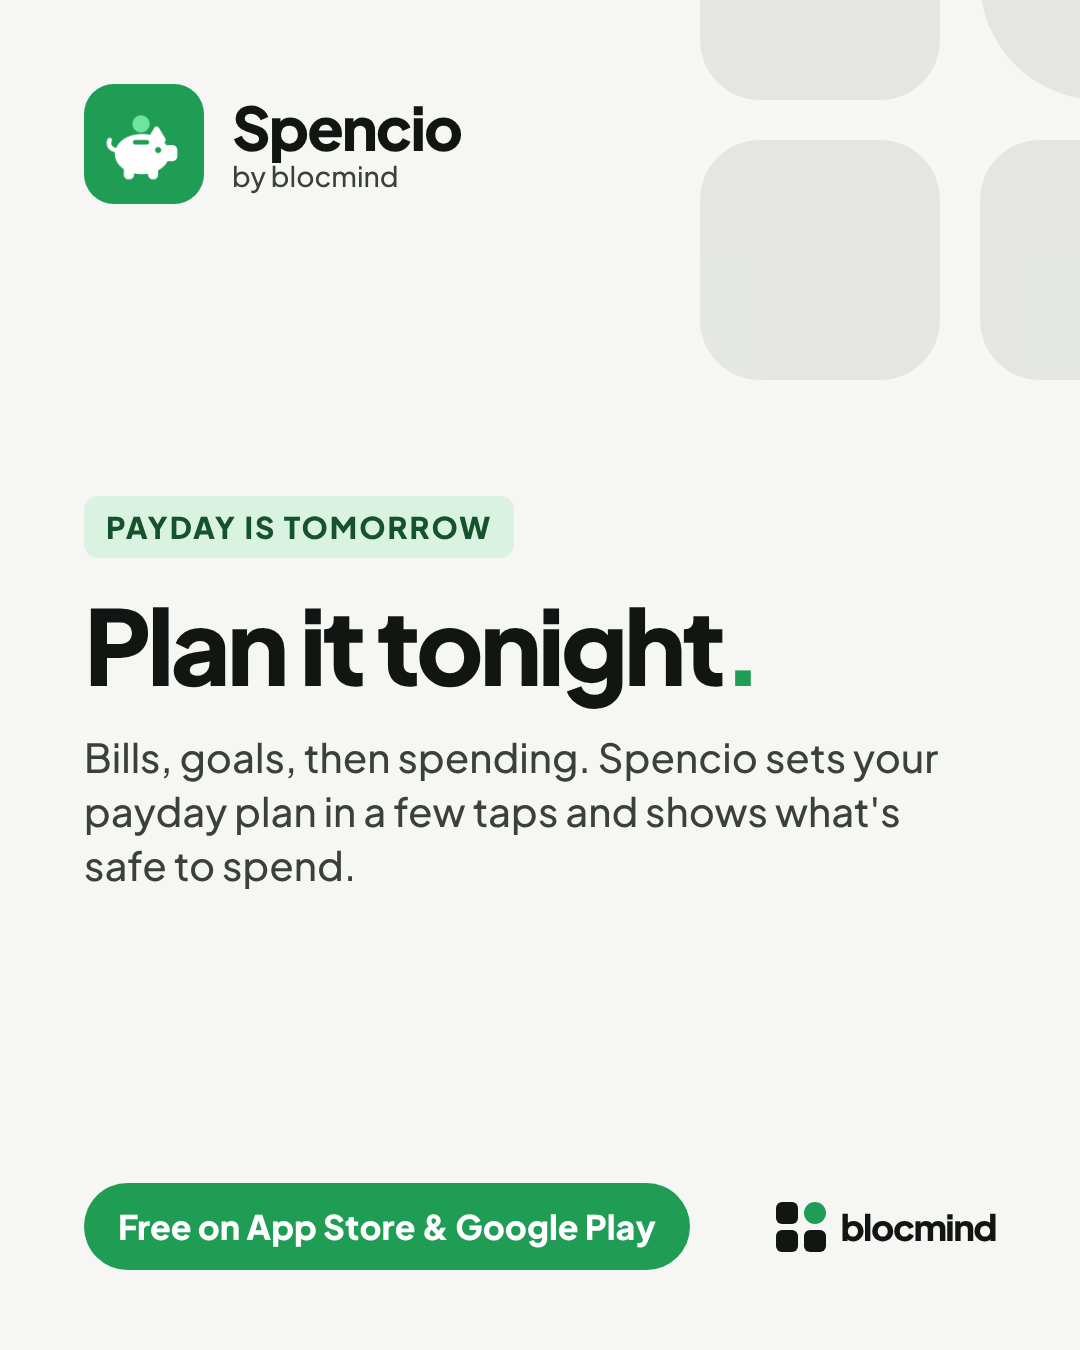 Spencio
by blocmind
PAYDAY IS TOMORROW
Plan it tonight.
Bills, goals, then spending. Spencio sets your
payday plan in a few taps and shows what's
safe to spend.
Free on App Store & Google Play
blocmind